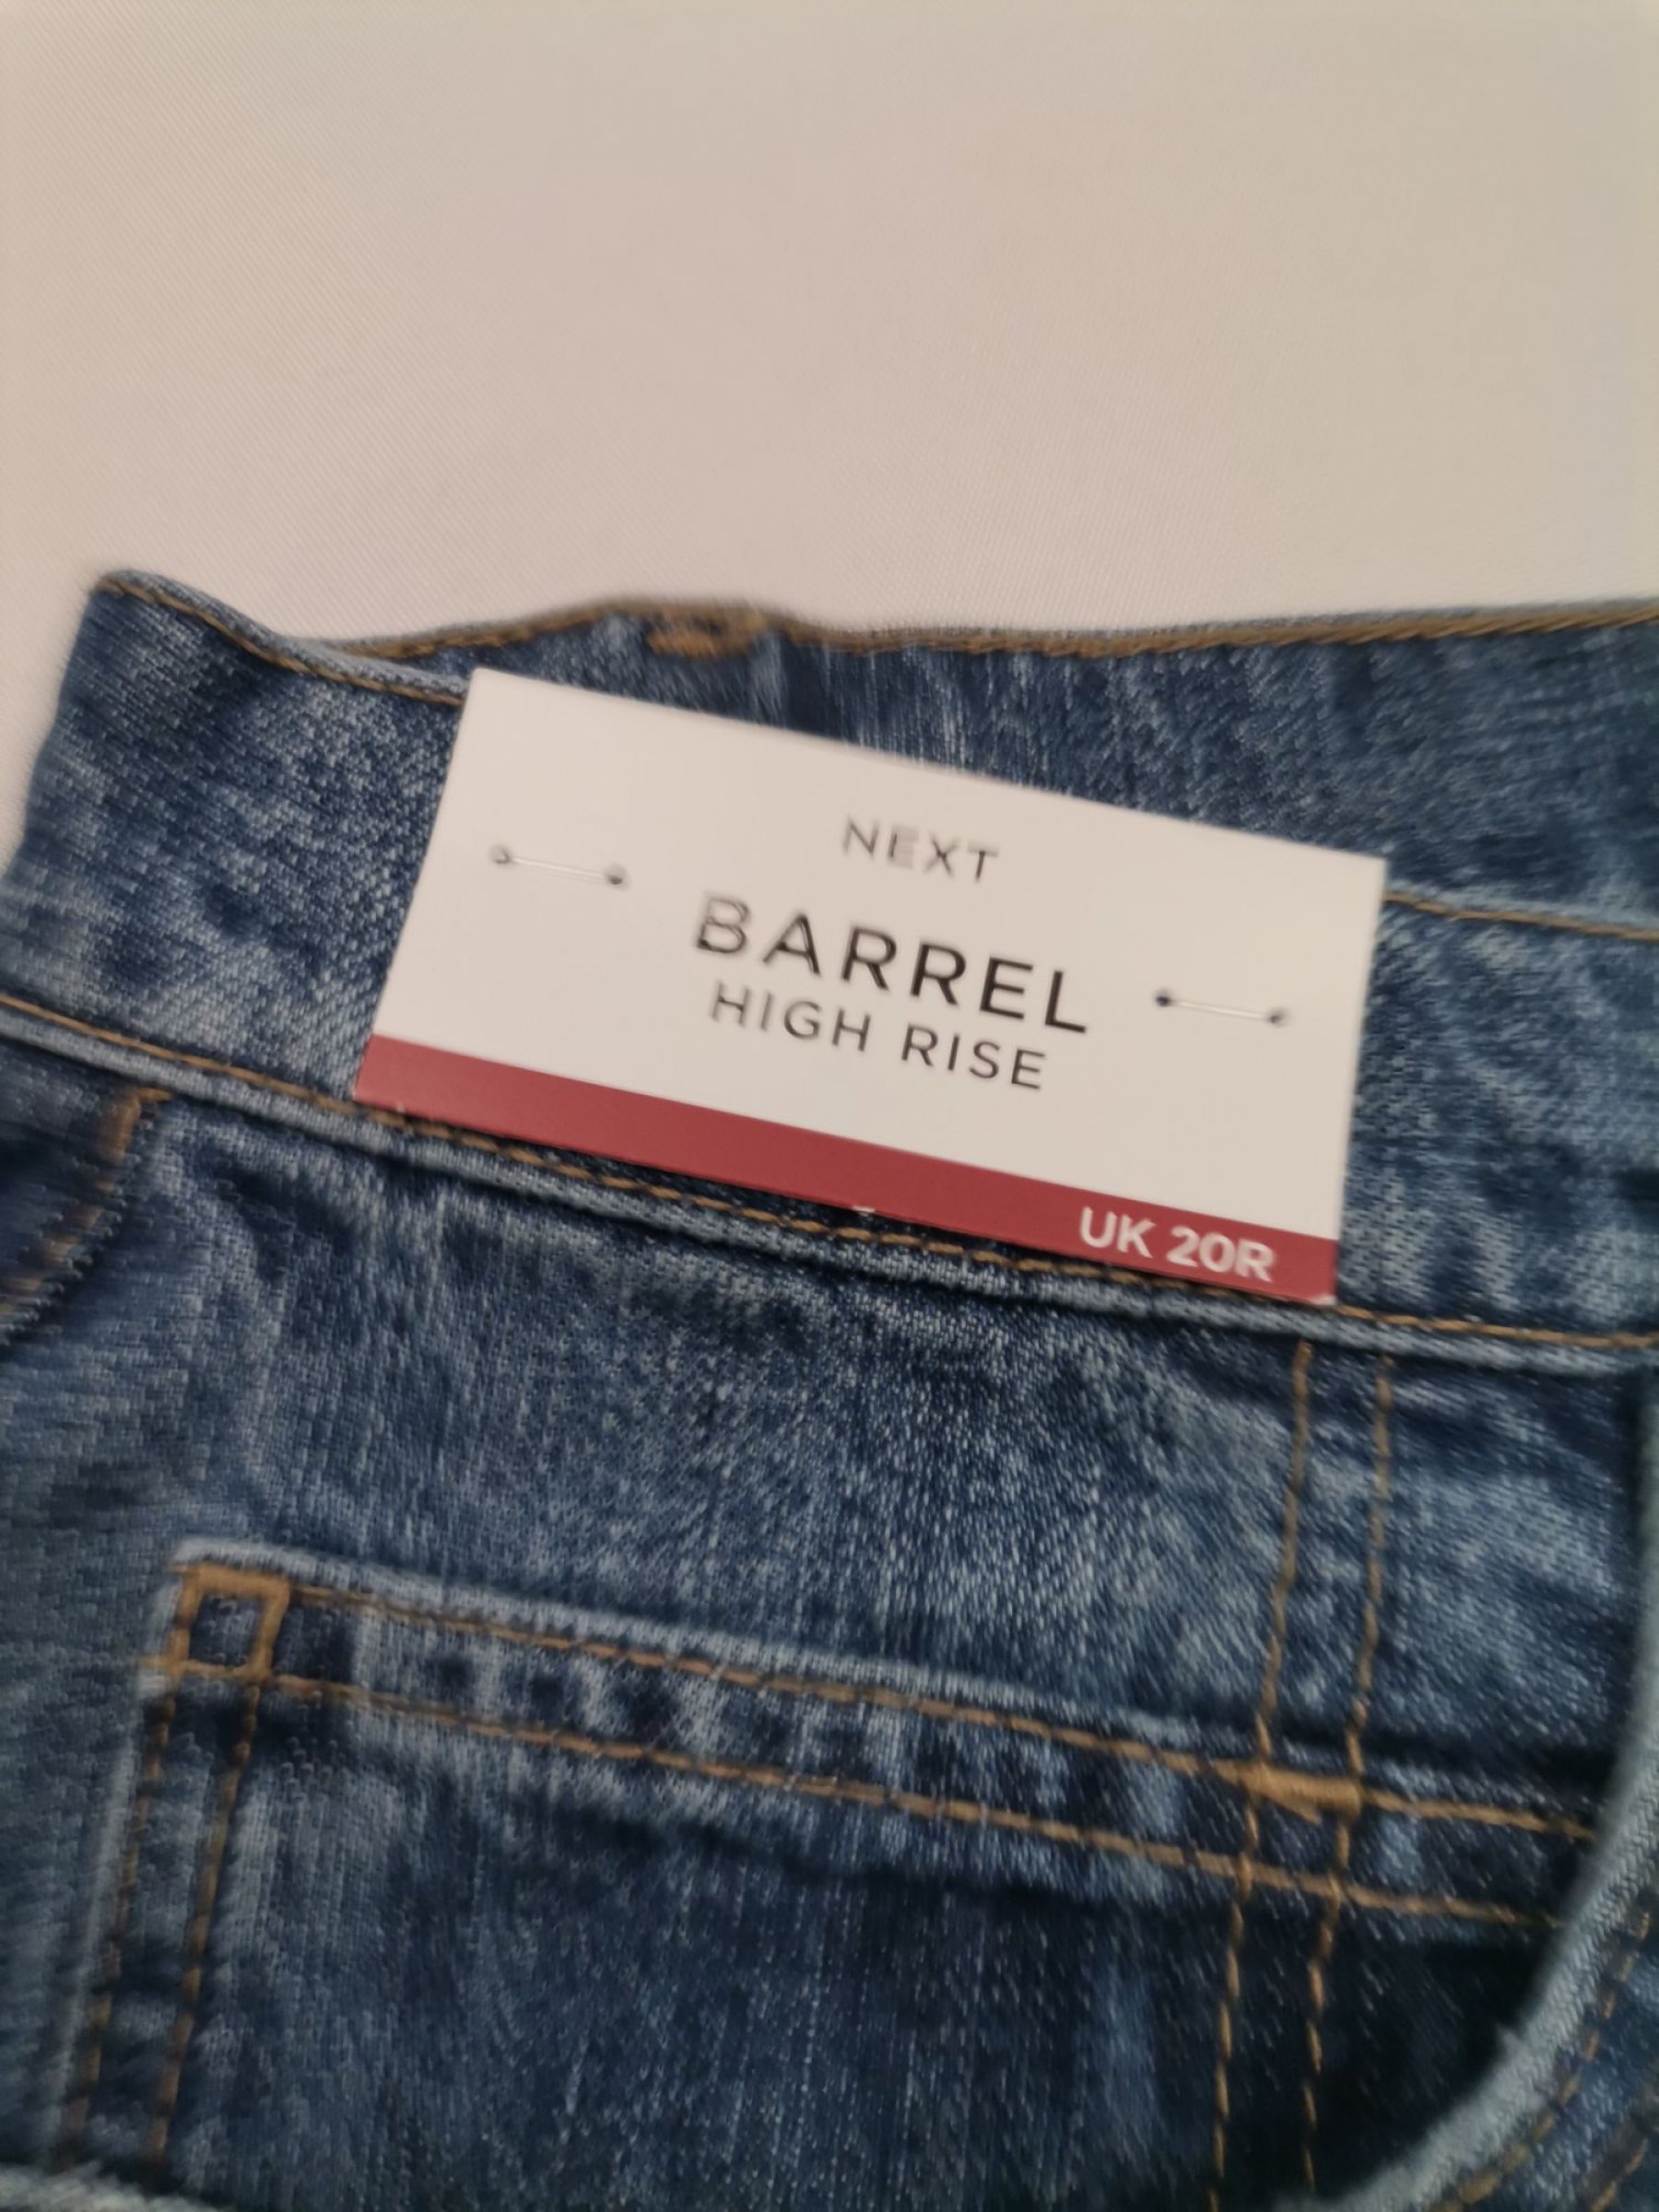 NEXT
BARREL
HIGH RISE
UK 20R